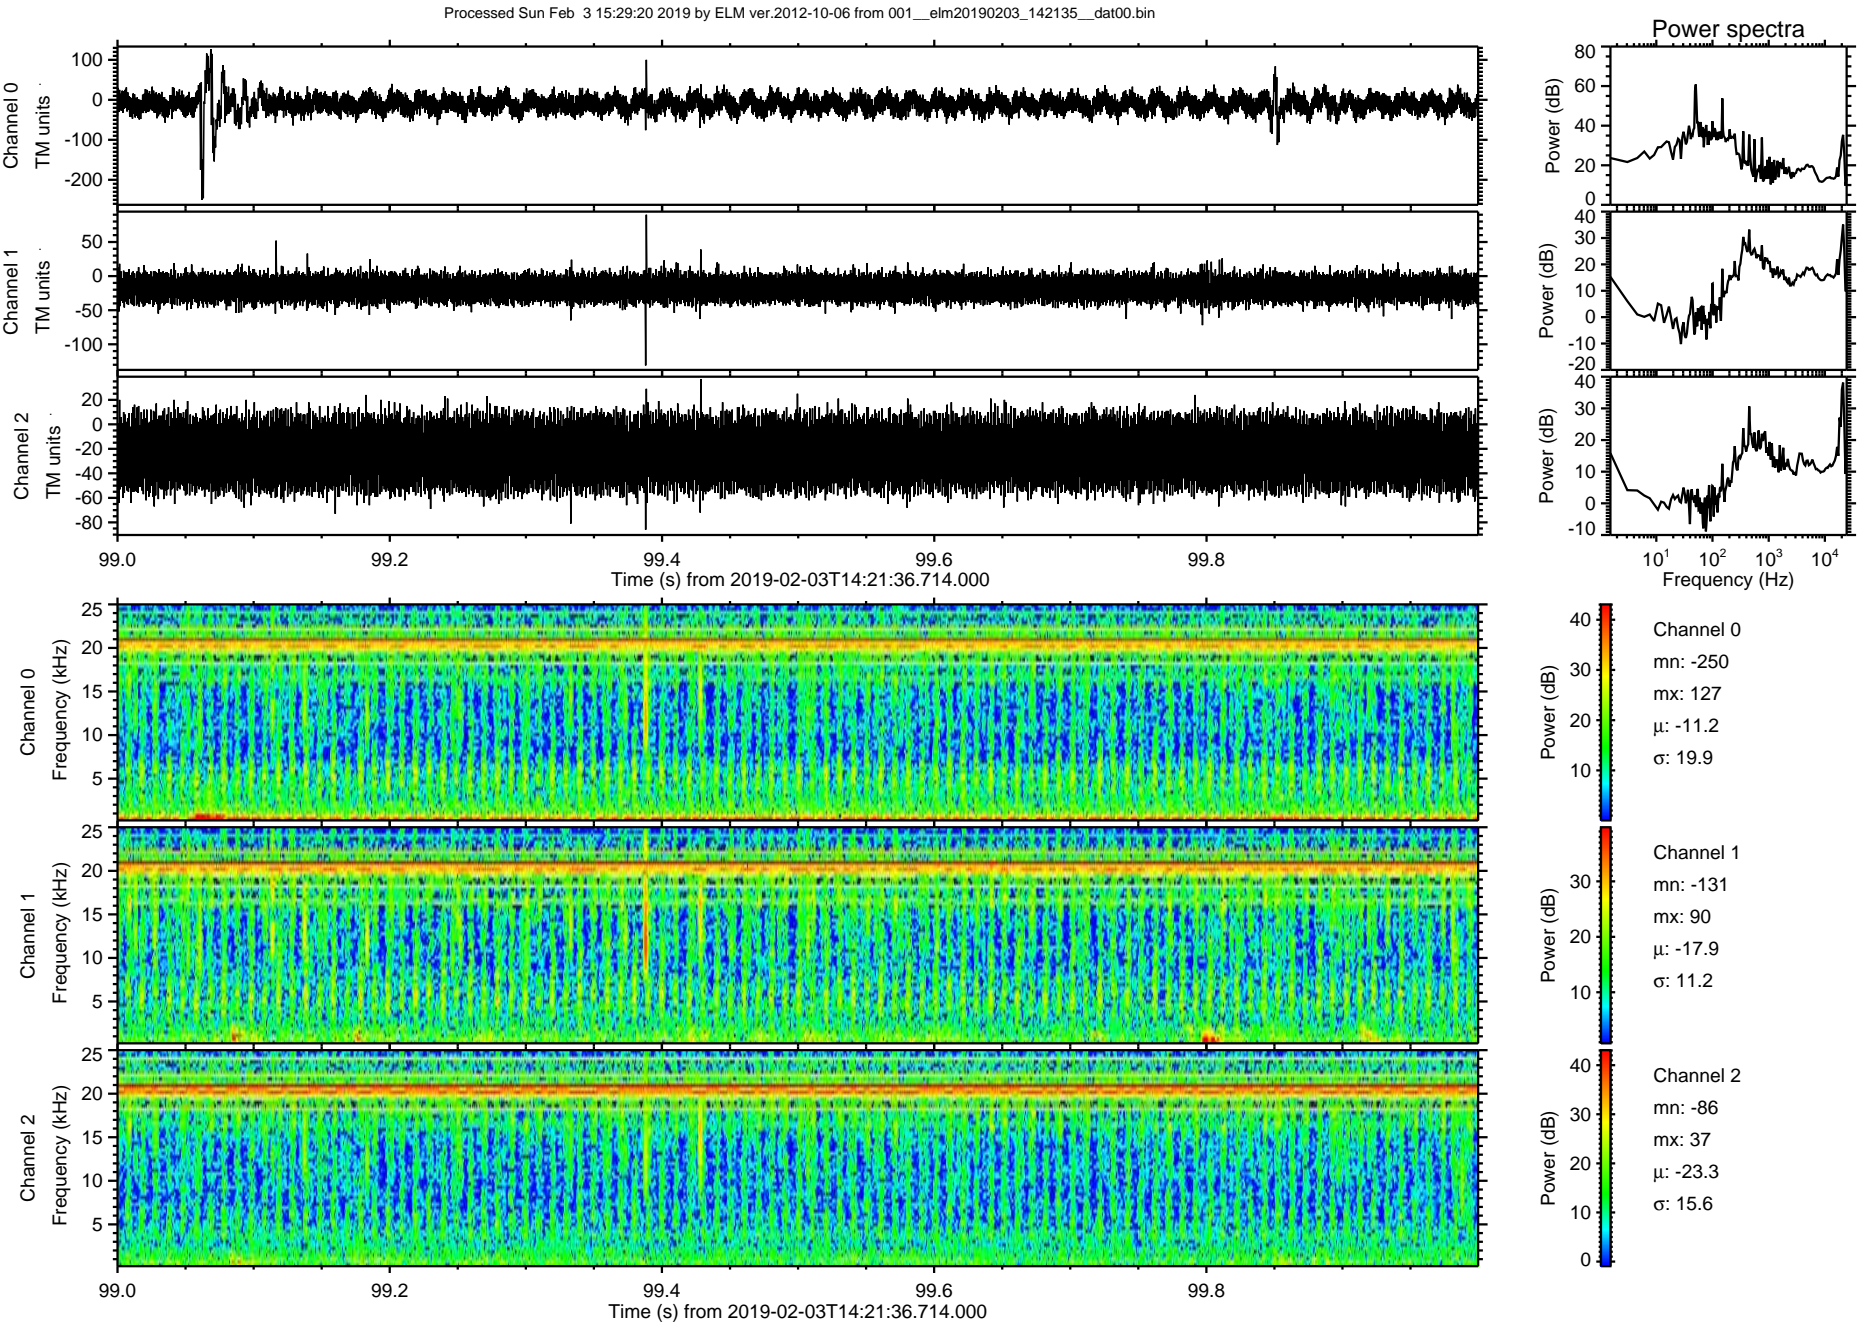 Processed Sun Feb  3 15:29:20 2019 by ELM ver.2012-10-06 from 001__elm20190203_142135__dat00.bin
Power spectra
Channel 0
TM units
100
0
-100
-200
Power (dB)
80
60
40
20
0
Channel 1
TM units
50
0
-50
-100
Power (dB)
40
30
20
10
0
-10
-20
Channel 2
TM units
20
0
-20
-40
-60
-80
Power (dB)
40
30
20
10
0
-10
99.0 99.2 99.4 99.6 99.8
Time (s) from 2019-02-03T14:21:36.714.000
10¹ 10² 10³ 10⁴
Frequency (Hz)
Channel 0
Frequency (kHz)
25
20
15
10
5
Power (dB)
40
30
20
10
Channel 0
mn: -250
mx: 127
µ: -11.2
σ: 19.9
Channel 1
Frequency (kHz)
25
20
15
10
5
Power (dB)
30
20
10
Channel 1
mn: -131
mx: 90
µ: -17.9
σ: 11.2
Channel 2
Frequency (kHz)
25
20
15
10
5
Power (dB)
40
30
20
10
0
Channel 2
mn: -86
mx: 37
µ: -23.3
σ: 15.6
99.0 99.2 99.4 99.6 99.8
Time (s) from 2019-02-03T14:21:36.714.000